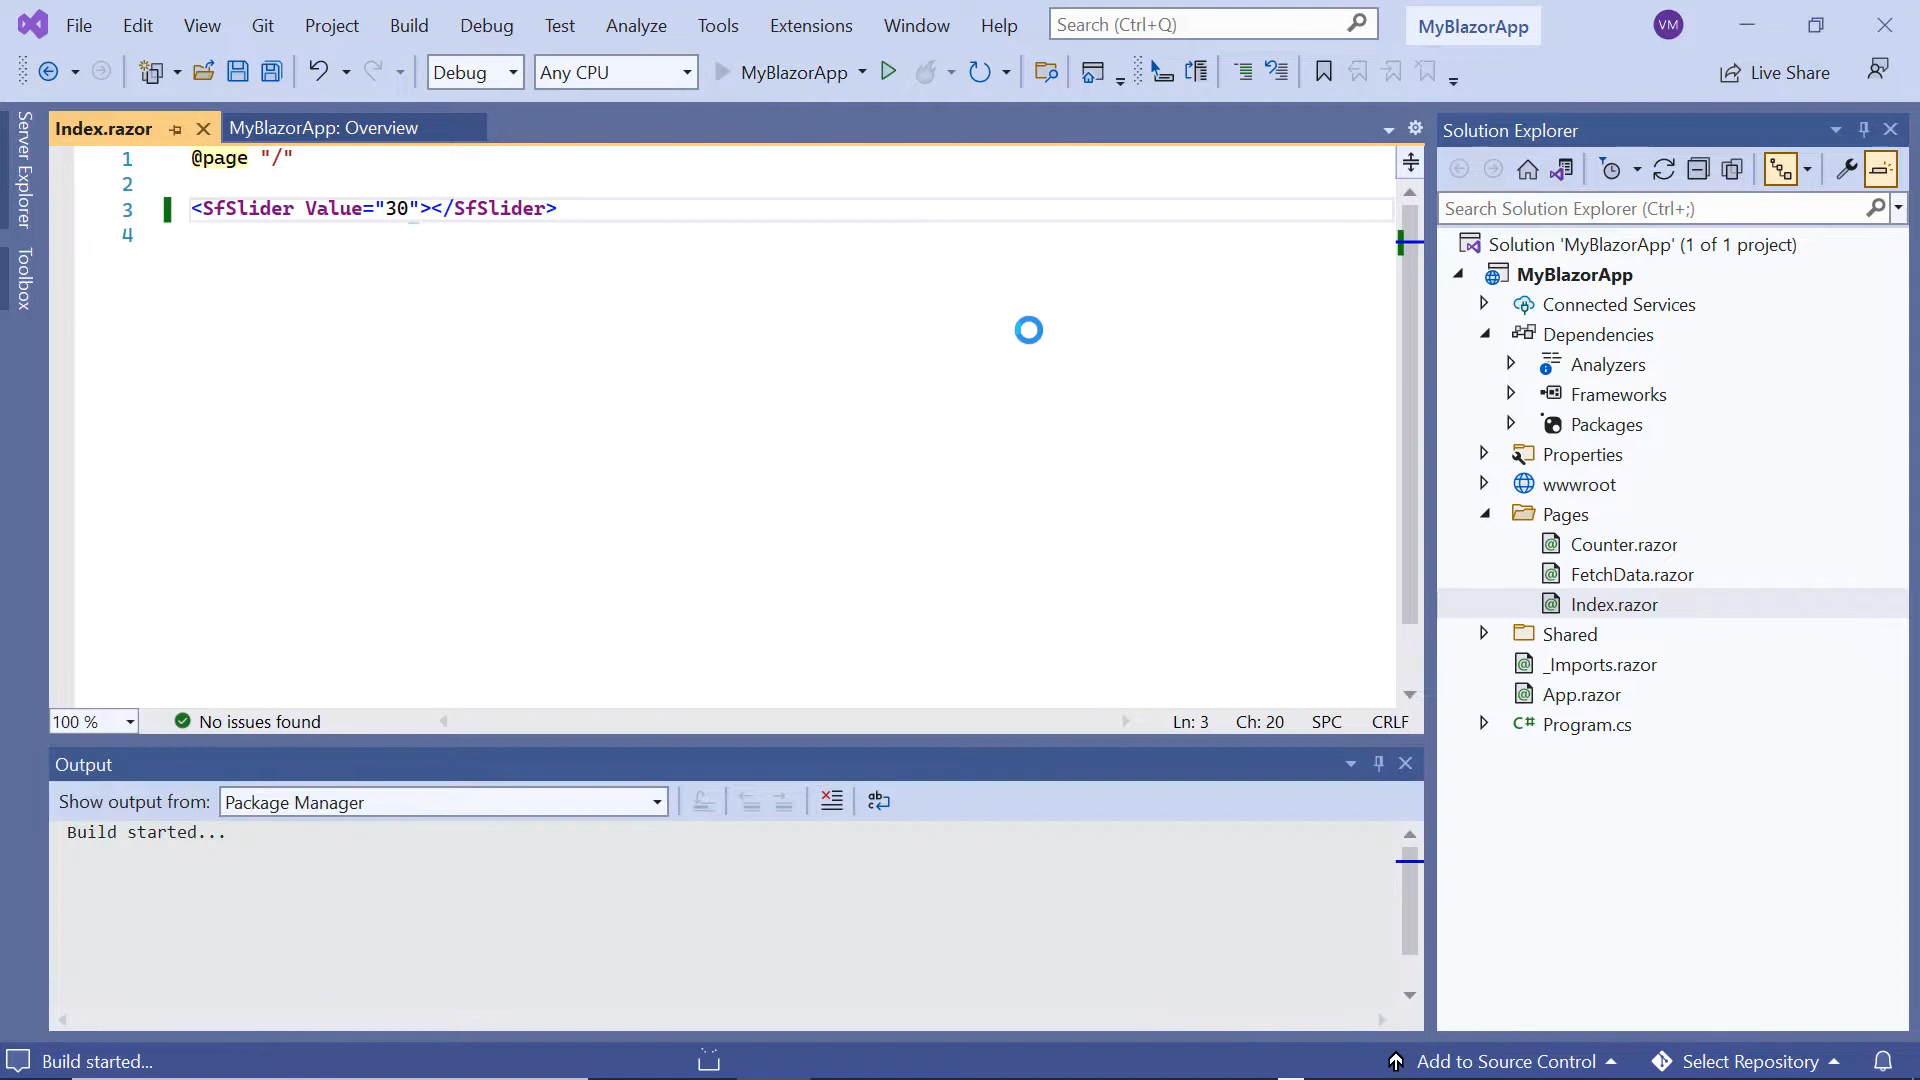 File Edit View Git Project Build Debug Test Analyze Tools Extensions Window Help Search (Ctrl+Q) MyBlazorApp VM
Debug Any CPU MyBlazorApp Live Share
Server Explorer
Toolbox
Index.razor MyBlazorApp: Overview
1 @page "/"
2
3 <SfSlider Value="30"></SfSlider>
4
100 % No issues found Ln: 3 Ch: 20 SPC CRLF
Output
Show output from: Package Manager
Build started...
Solution Explorer
Search Solution Explorer (Ctrl+;)
Solution 'MyBlazorApp' (1 of 1 project)
MyBlazorApp
Connected Services
Dependencies
Analyzers
Frameworks
Packages
Properties
wwwroot
Pages
Counter.razor
FetchData.razor
Index.razor
Shared
_Imports.razor
App.razor
C# Program.cs
Build started... Add to Source Control Select Repository